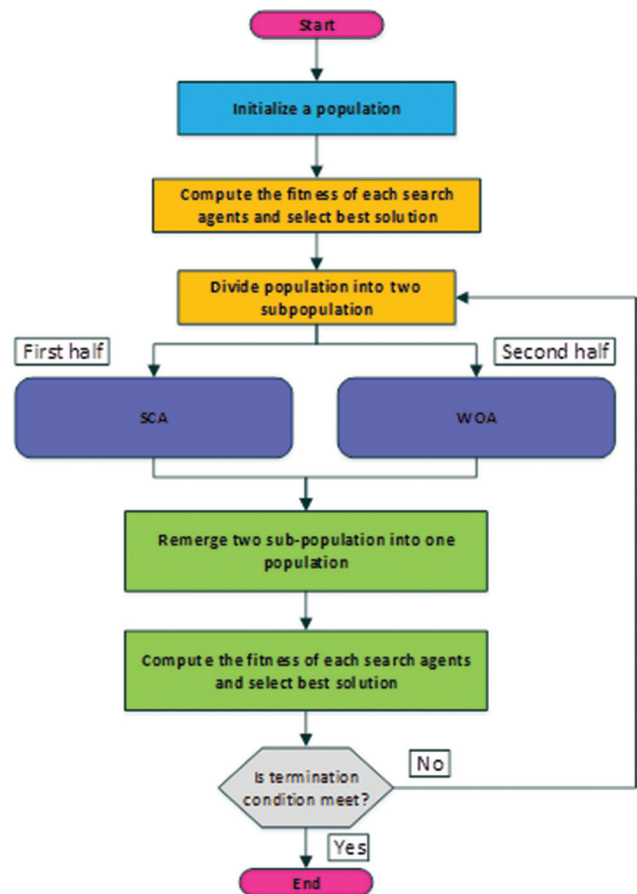 Start
Initialize a population
Compute the fitness of each search
agents and select best solution
Divide population into two
subpopulation
First half
Second half
SCA
WOA
Remerge two sub-population into one
population
Compute the fitness of each search agents
and select best solution
Is termination
condition meet?
No
Yes
End